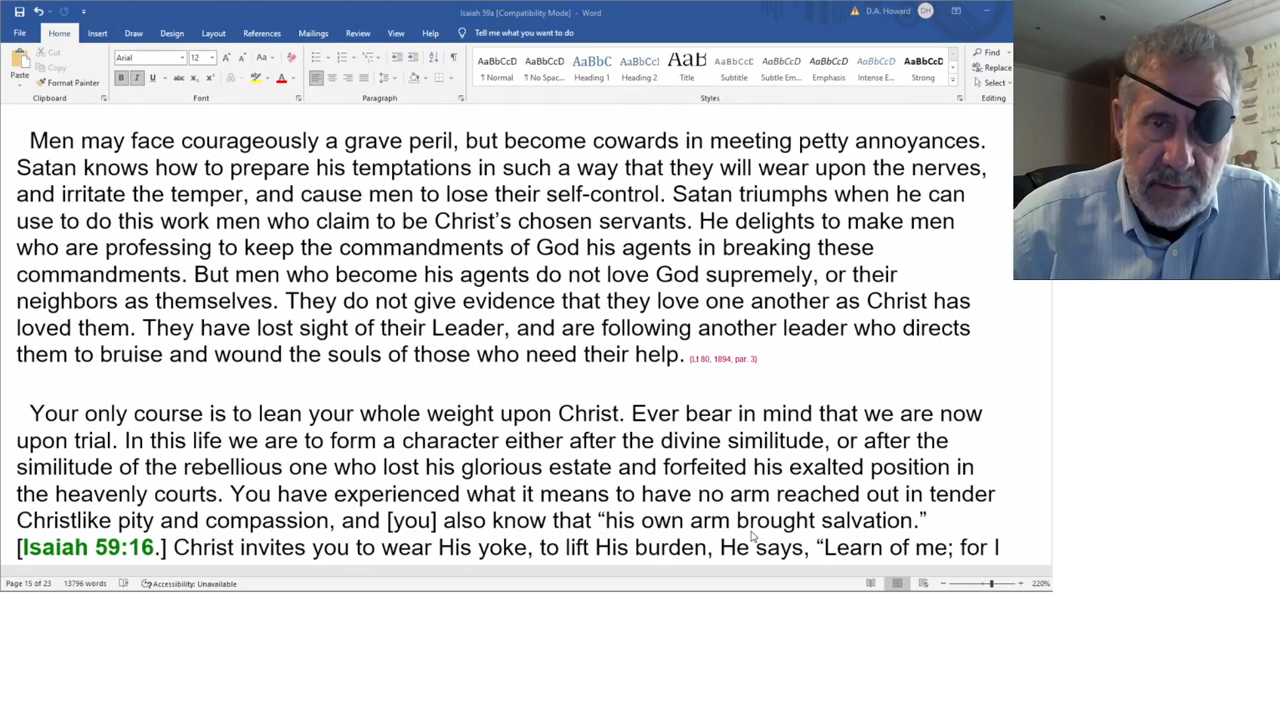 Isaiah 59a [Compatibility Mode] - Word
D.A. Howard DH
File Home Insert Draw Design Layout References Mailings Review View Help Tell me what you want to do
Paste Cut Copy Format Painter
Arial 12
AaBbCcD AaBbCcD AaBbC AaBbCcl AaB AaBbCcD AaBbCcD AaBbCcD AaBbCcD AaBbCcD
¶ Normal ¶ No Spac... Heading 1 Heading 2 Title Subtitle Subtle Em... Emphasis Intense E... Strong
Find Replace Select
Clipboard Font Paragraph Styles Editing
Men may face courageously a grave peril, but become cowards in meeting petty annoyances.
Satan knows how to prepare his temptations in such a way that they will wear upon the nerves,
and irritate the temper, and cause men to lose their self-control. Satan triumphs when he can
use to do this work men who claim to be Christ’s chosen servants. He delights to make men
who are professing to keep the commandments of God his agents in breaking these
commandments. But men who become his agents do not love God supremely, or their
neighbors as themselves. They do not give evidence that they love one another as Christ has
loved them. They have lost sight of their Leader, and are following another leader who directs
them to bruise and wound the souls of those who need their help. {Lt 80, 1894, par. 3}
Your only course is to lean your whole weight upon Christ. Ever bear in mind that we are now
upon trial. In this life we are to form a character either after the divine similitude, or after the
similitude of the rebellious one who lost his glorious estate and forfeited his exalted position in
the heavenly courts. You have experienced what it means to have no arm reached out in tender
Christlike pity and compassion, and [you] also know that “his own arm brought salvation.”
[Isaiah 59:16.] Christ invites you to wear His yoke, to lift His burden, He says, “Learn of me; for I
Page 15 of 23 13796 words Accessibility: Unavailable 220%